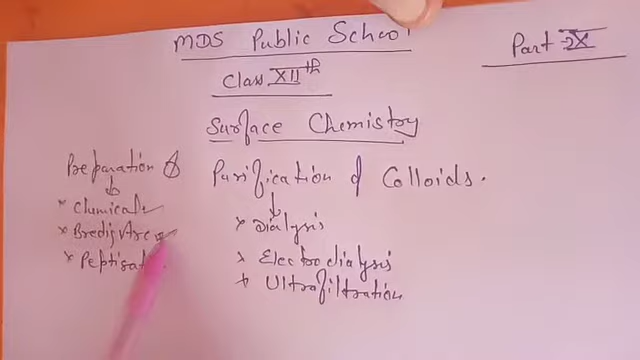 MDS Public School
Part IX
Class XIIth
Surface Chemistry
Preparation & Purification of Colloids.
* Chemical
* Bredig Arc
* Peptisat
* Dialysis
* Electrodialysis
* Ultrafiltration